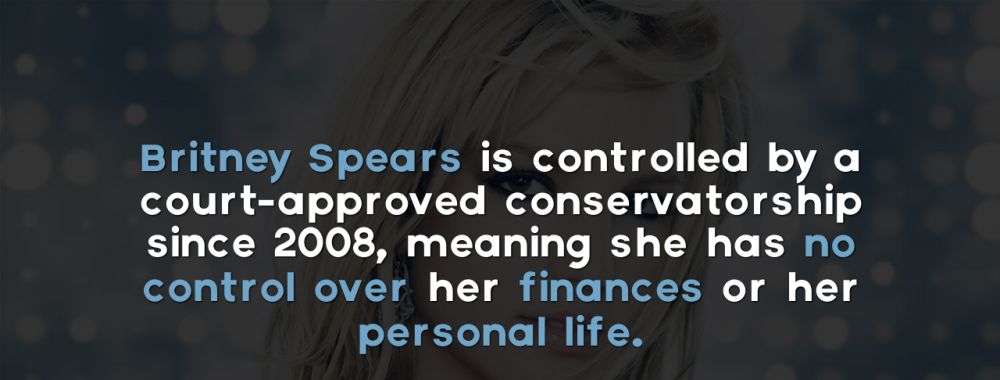 Britney Spears is controlled by a
court-approved conservatorship
since 2008, meaning she has no
control over her finances or her
personal life.